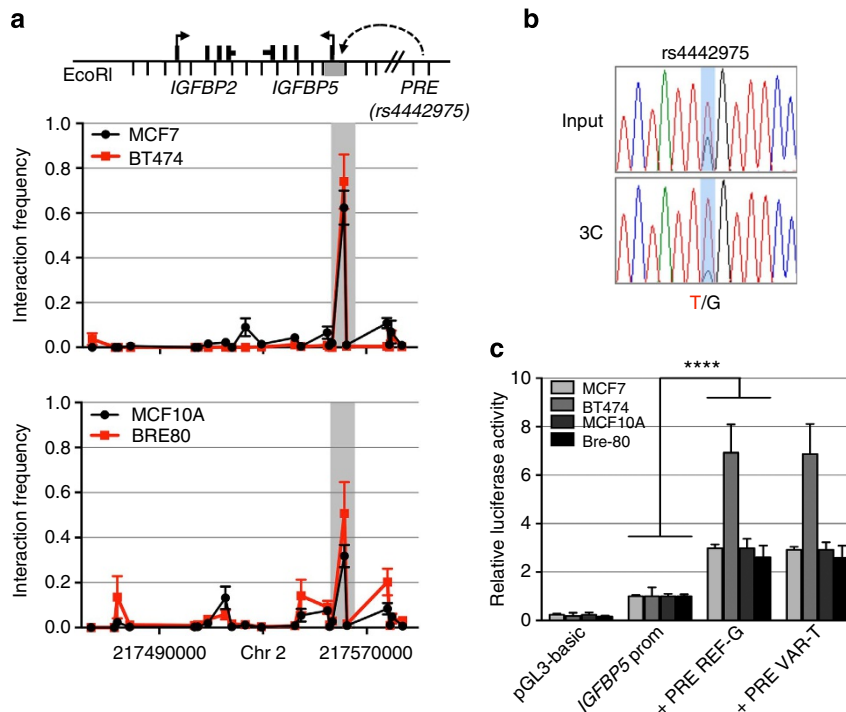 a
EcoRI
IGFBP2
IGFBP5
PRE
(rs4442975)
1.0
0.8
0.6
0.4
0.2
0.0
Interaction frequency
MCF7
BT474
1.0
0.8
0.6
0.4
0.2
0.0
Interaction frequency
MCF10A
BRE80
217490000
Chr 2
217570000
b
rs4442975
Input
3C
T/G
c
****
10
8
6
4
2
0
Relative luciferase activity
MCF7
BT474
MCF10A
Bre-80
pGL3-basic
IGFBP5 prom
+ PRE REF-G
+ PRE VAR-T